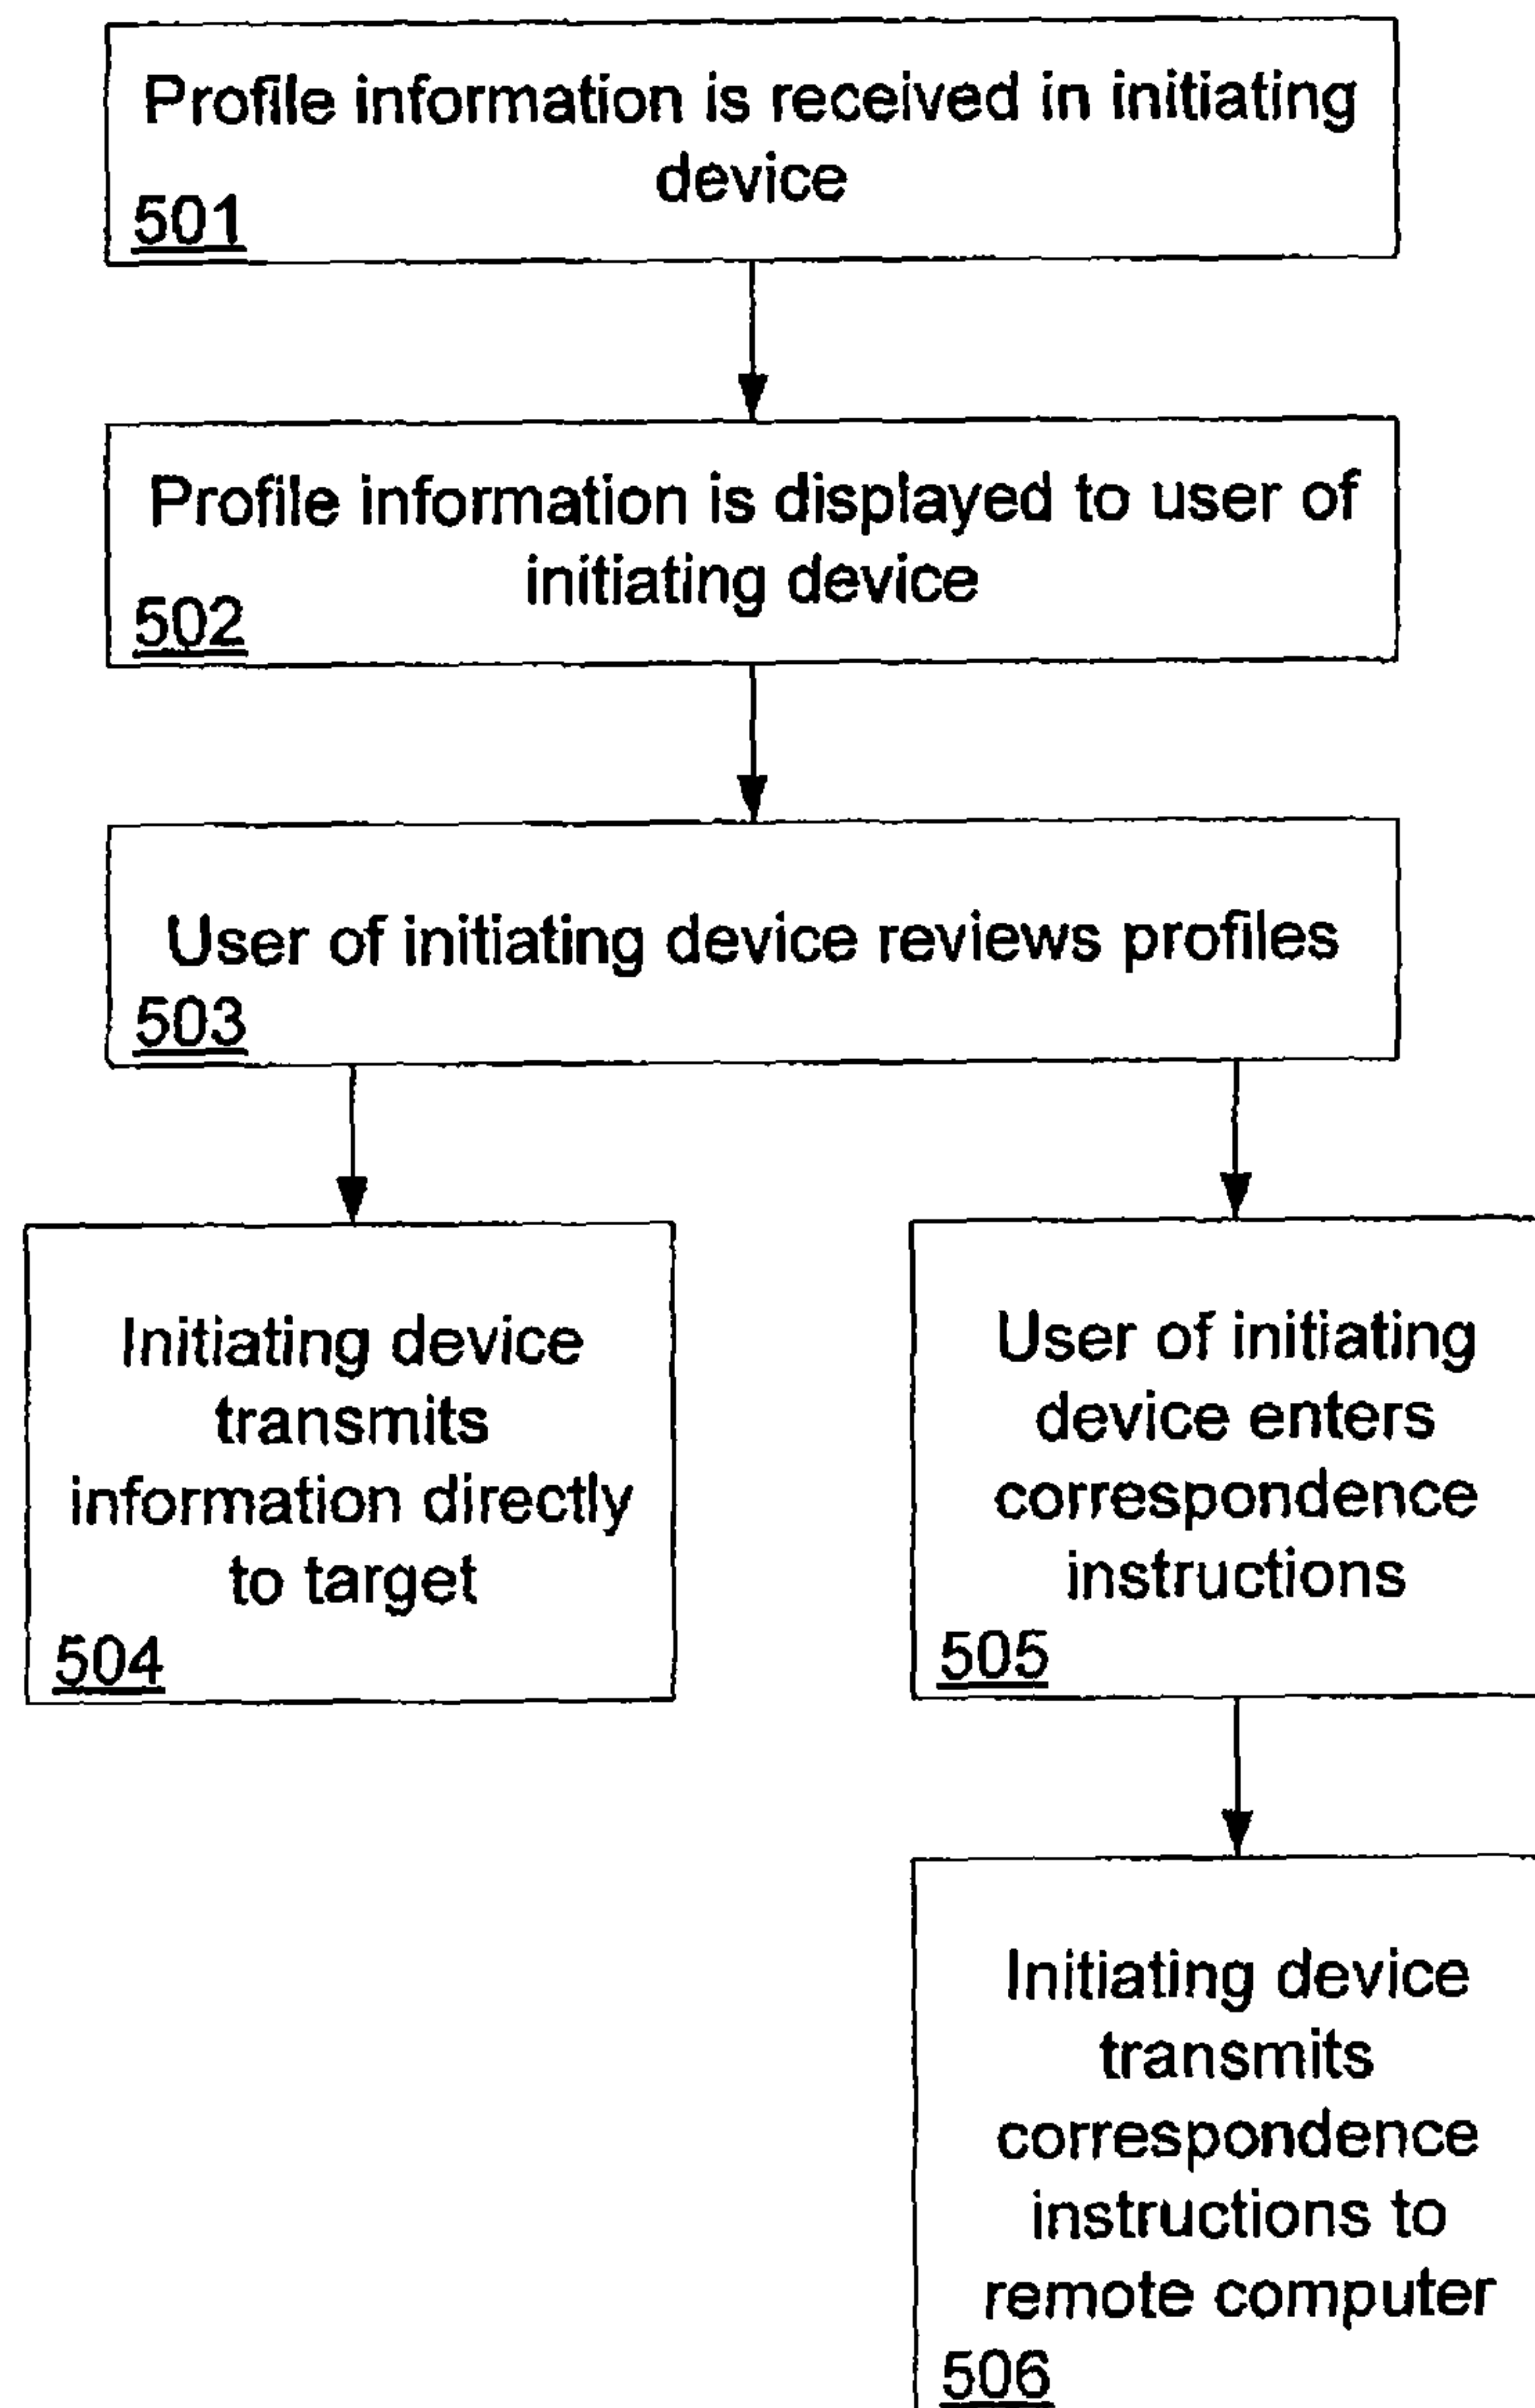 Profile information is received in initiating
device
501
Profile information is displayed to user of
initiating device
502
User of initiating device reviews profiles
503
Initiating device
transmits
information directly
to target
504
User of initiating
device enters
correspondence
instructions
505
Initiating device
transmits
correspondence
instructions to
remote computer
506